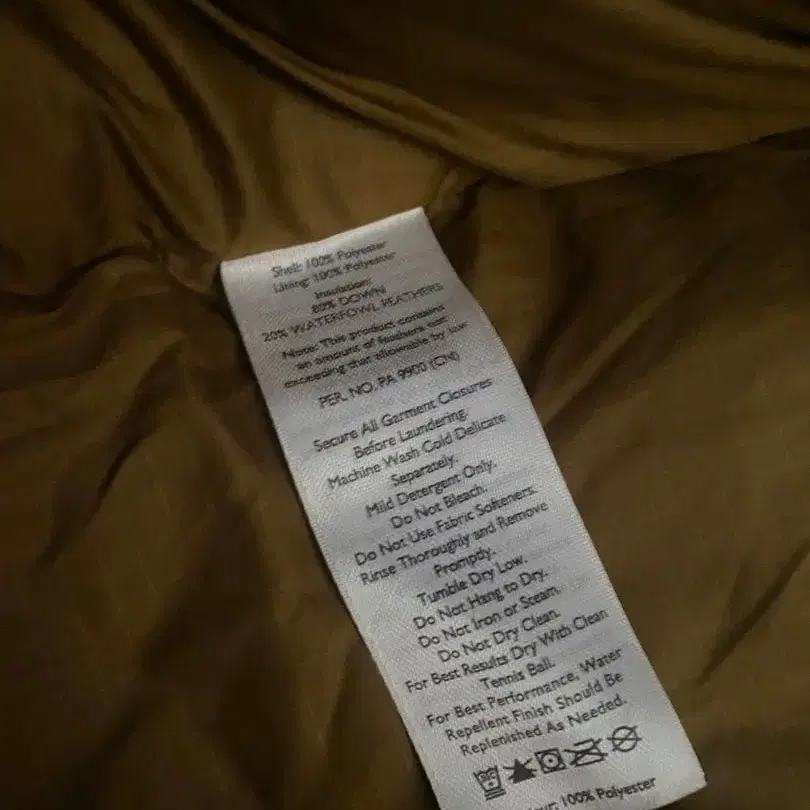 Shell: 100% Polyester
Lining: 100% Polyester
Insulation:
80% DOWN
20% WATERFOWL FEATHERS
Note: This product contains
an amount of feathers not
exceeding that allowable by law
PER. NO. PA 9900 (CN)
Secure All Garment Closures
Before Laundering.
Machine Wash Cold Delicate
Separately.
Mild Detergent Only.
Do Not Bleach.
Do Not Use Fabric Softeners.
Rinse Thoroughly and Remove
Promptly.
Tumble Dry Low.
Do Not Hang to Dry.
Do Not Iron or Steam.
Do Not Dry Clean.
For Best Results Dry With Clean
Tennis Ball.
For Best Performance, Water
Repellent Finish Should Be
Replenished As Needed.
100% Polyester